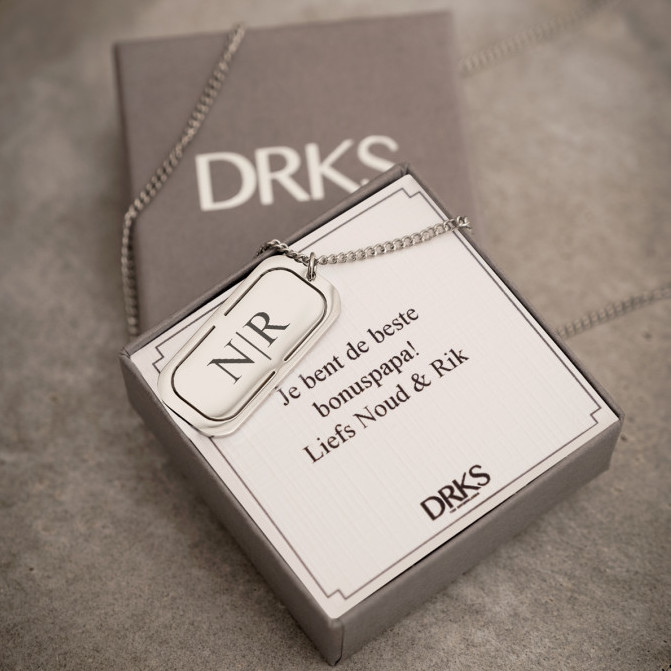 DRKS
N|R
Je bent de beste
bonuspapa!
Liefs Noud & Rik
DRKS